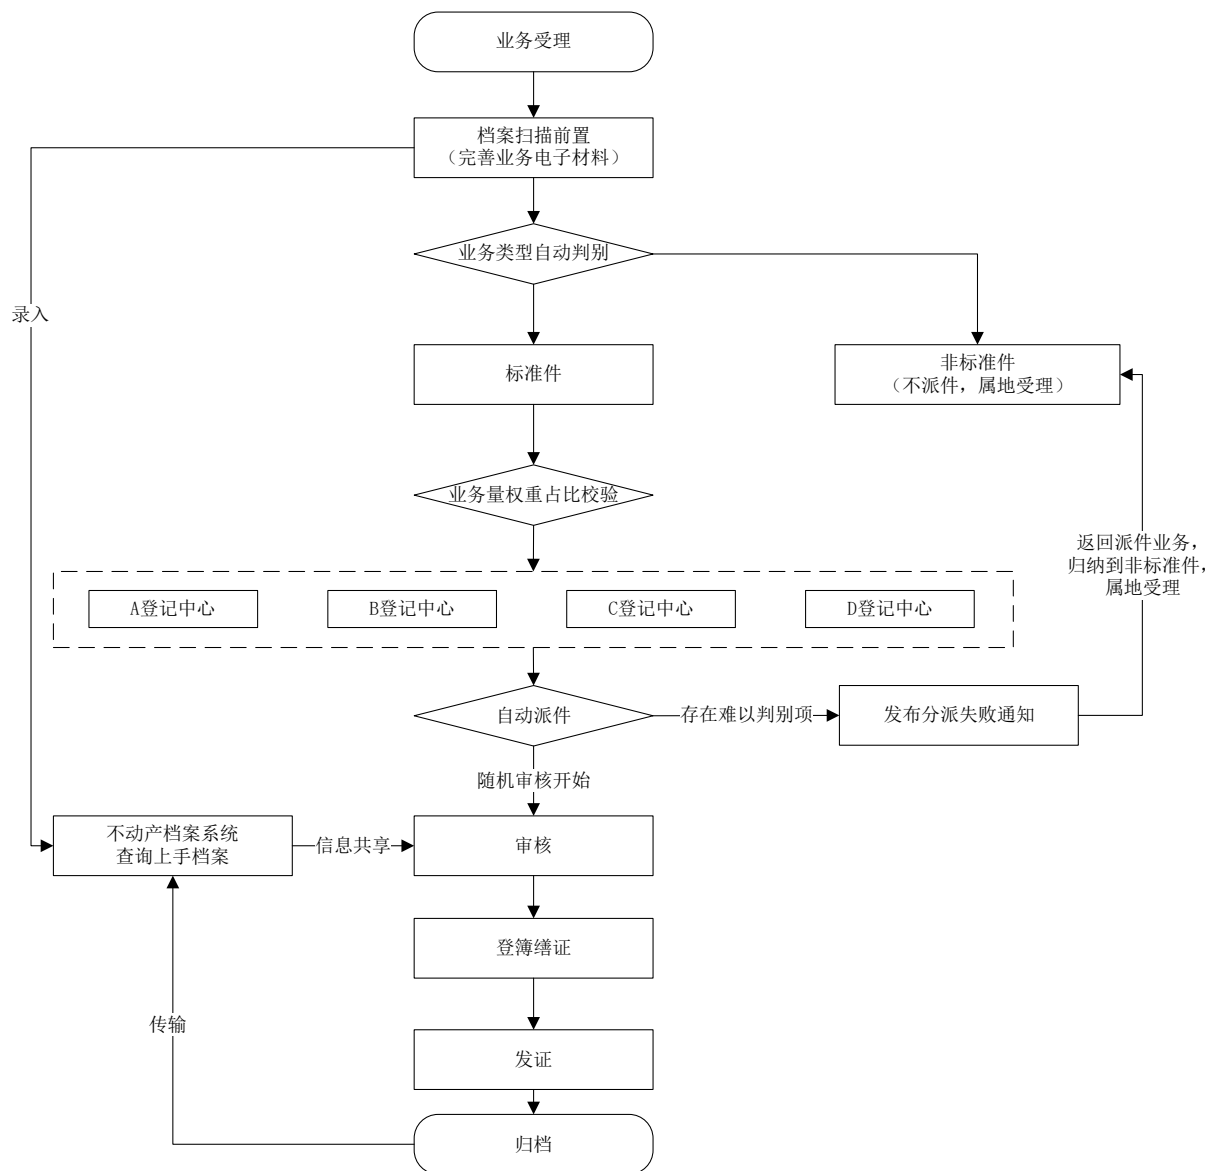 业务受理
档案扫描前置
（完善业务电子材料）
业务类型自动判别
录入
标准件
非标准件
（不派件，属地受理）
业务量权重占比校验
返回派件业务，
归纳到非标准件，
属地受理
A登记中心
B登记中心
C登记中心
D登记中心
自动派件
存在难以判别项
发布分派失败通知
随机审核开始
不动产档案系统
查询上手档案
信息共享
审核
登簿缮证
传输
发证
归档